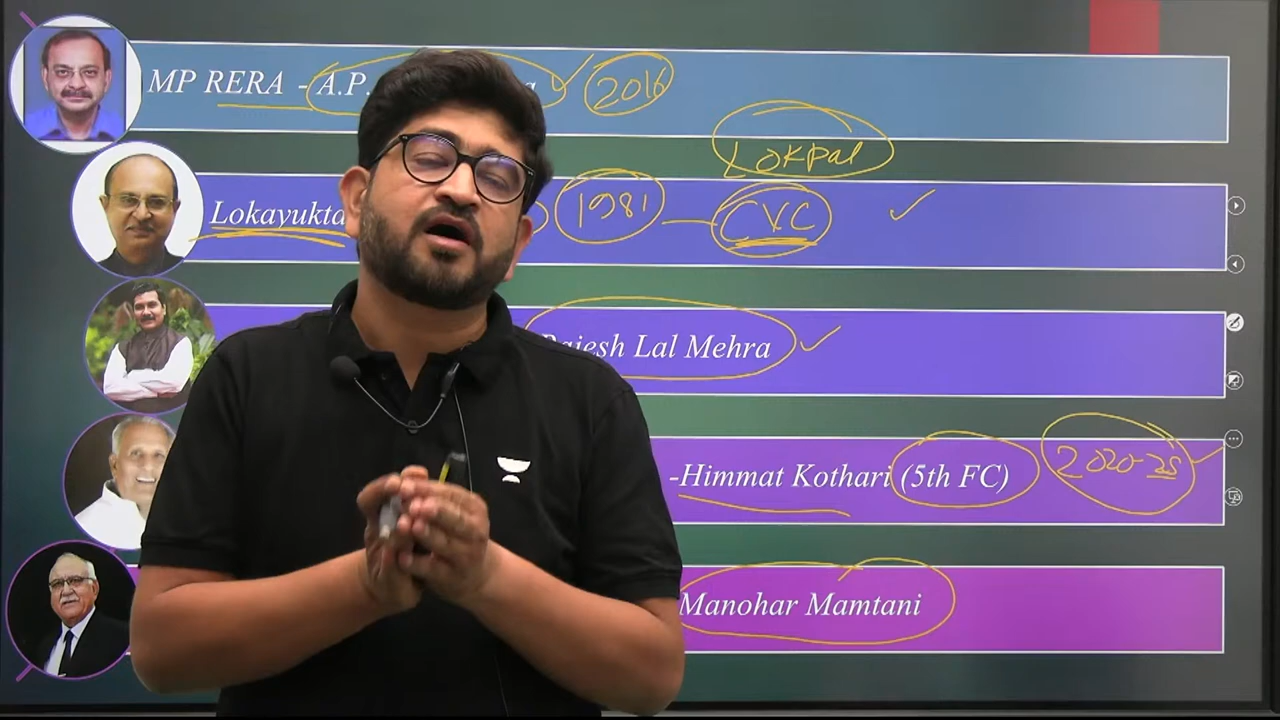 MP RERA - A.P. 2016
Lokpal
Lokayukta 1981 - CVC
Rajesh Lal Mehra
-Himmat Kothari (5th FC) 2020-25
Manohar Mamtani